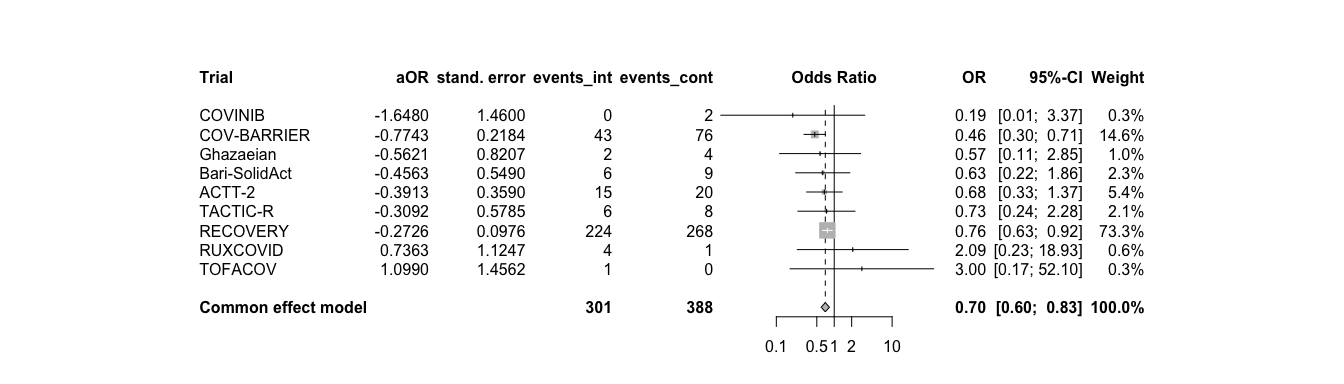 Trial aOR stand. error events_int events_cont Odds Ratio OR 95%-CI Weight
COVINIB -1.6480 1.4600 0 2 0.19 [0.01; 3.37] 0.3%
COV-BARRIER -0.7743 0.2184 43 76 0.46 [0.30; 0.71] 14.6%
Ghazaeian -0.5621 0.8207 2 4 0.57 [0.11; 2.85] 1.0%
Bari-SolidAct -0.4563 0.5490 6 9 0.63 [0.22; 1.86] 2.3%
ACTT-2 -0.3913 0.3590 15 20 0.68 [0.33; 1.37] 5.4%
TACTIC-R -0.3092 0.5785 6 8 0.73 [0.24; 2.28] 2.1%
RECOVERY -0.2726 0.0976 224 268 0.76 [0.63; 0.92] 73.3%
RUXCOVID 0.7363 1.1247 4 1 2.09 [0.23; 18.93] 0.6%
TOFACOV 1.0990 1.4562 1 0 3.00 [0.17; 52.10] 0.3%
Common effect model 301 388 0.70 [0.60; 0.83] 100.0%
0.1 0.5 1 2 10